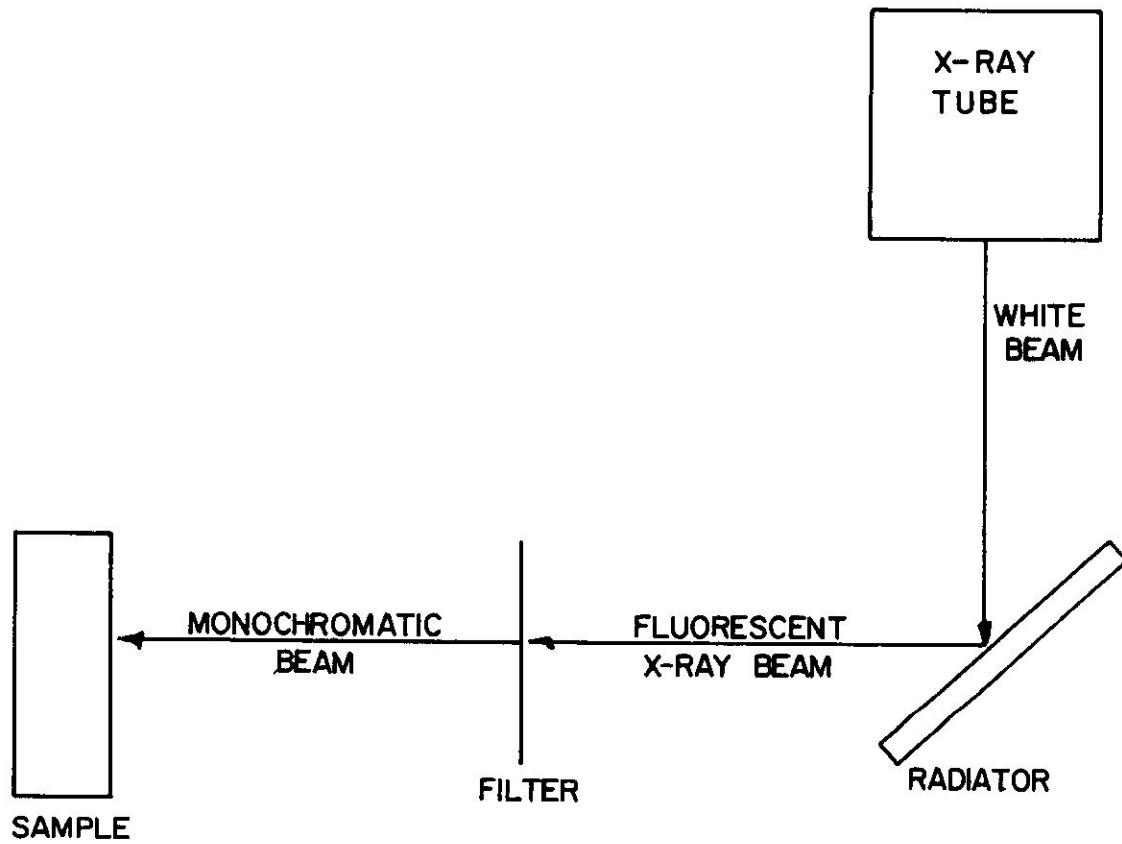 X-RAY
TUBE
WHITE
BEAM
MONOCHROMATIC
BEAM
FLUORESCENT
X-RAY BEAM
FILTER
RADIATOR
SAMPLE